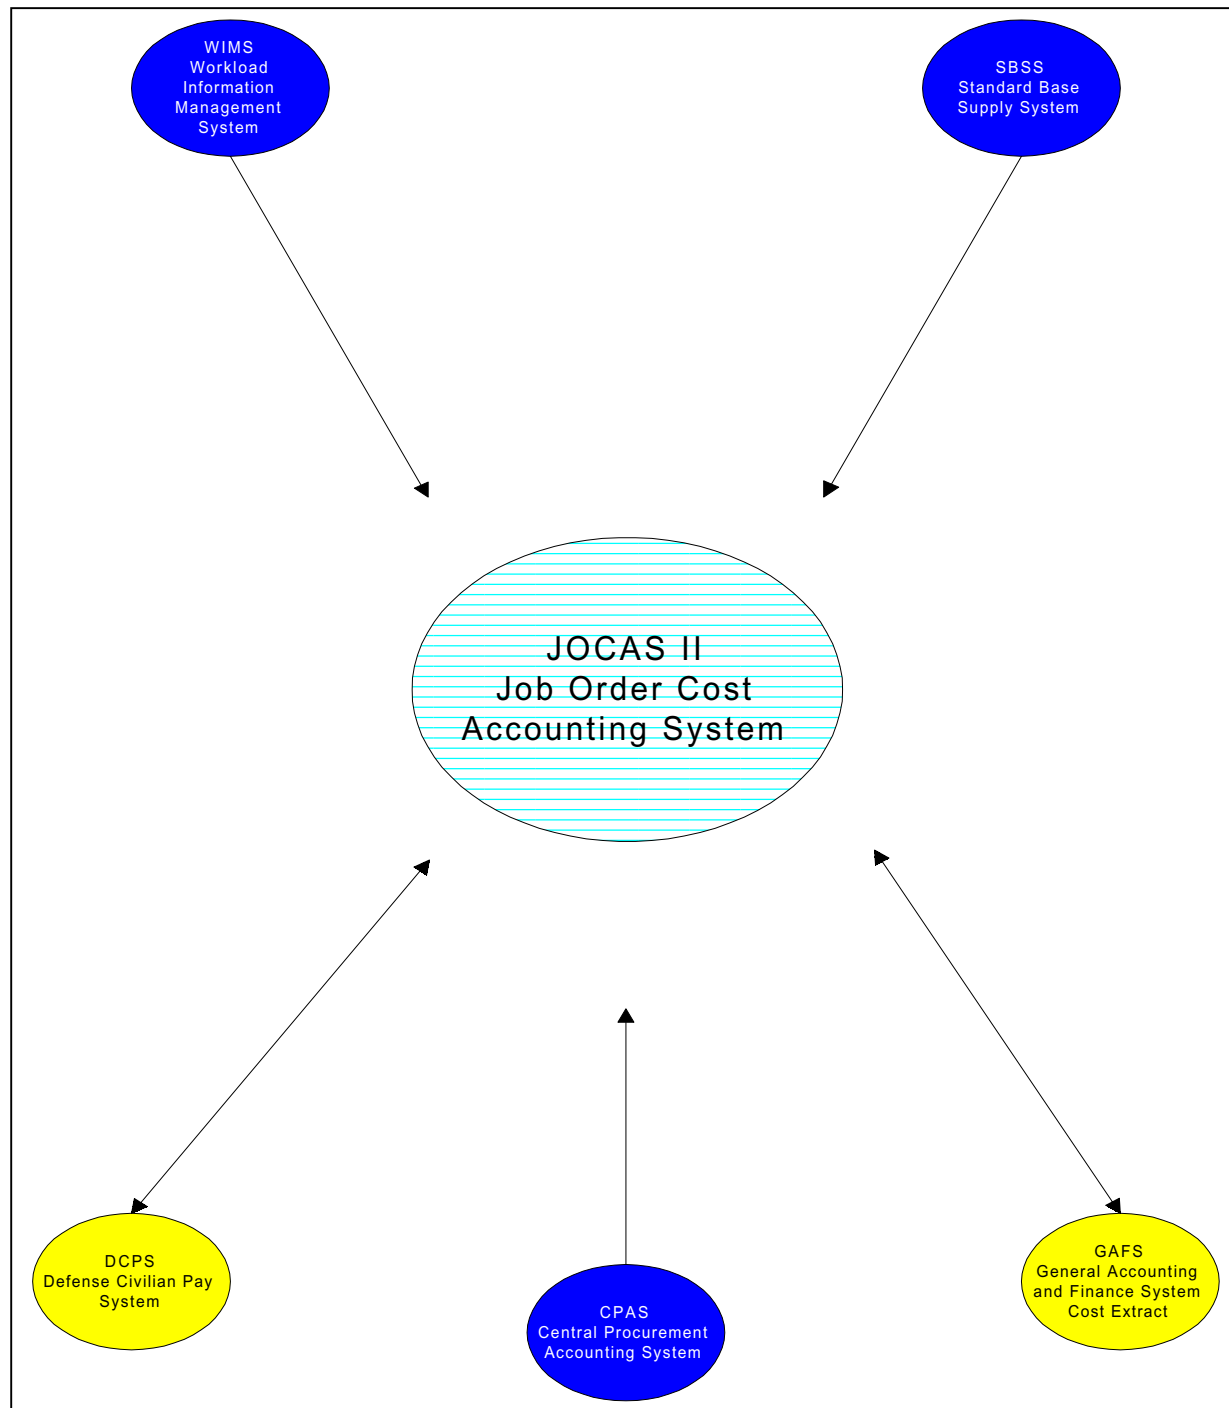 WIMS
Workload
Information
Management
System
SBSS
Standard Base
Supply System
JOCAS II
Job Order Cost
Accounting System
DCPS
Defense Civilian Pay
System
CPAS
Central Procurement
Accounting System
GAFS
General Accounting
and Finance System
Cost Extract